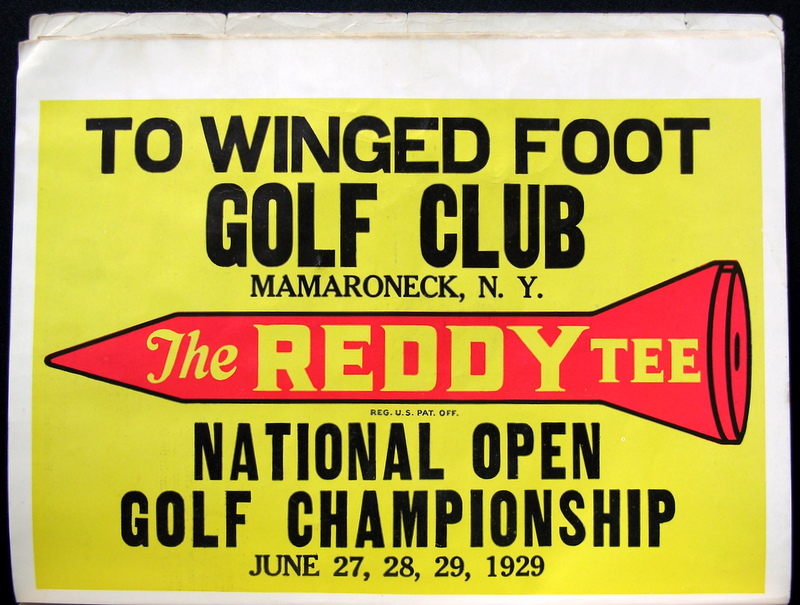 TO WINGED FOOT
GOLF CLUB
MAMARONECK, N. Y.
The REDDY TEE
REG. U.S. PAT. OFF.
NATIONAL OPEN
GOLF CHAMPIONSHIP
JUNE 27, 28, 29, 1929